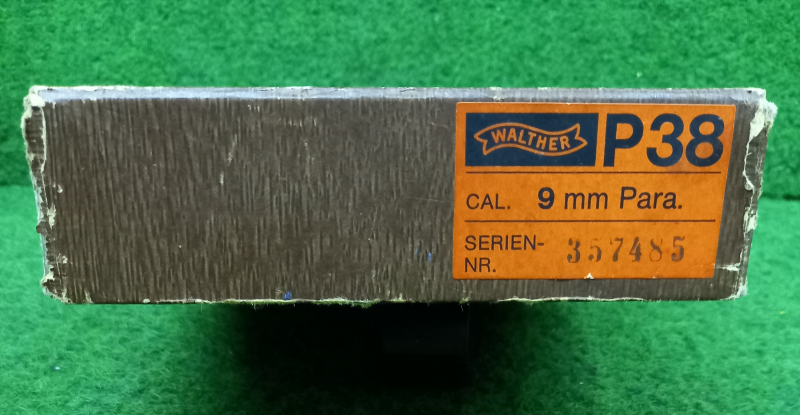 WALTHER P38
CAL. 9 mm Para.
SERIEN-
NR. 357485